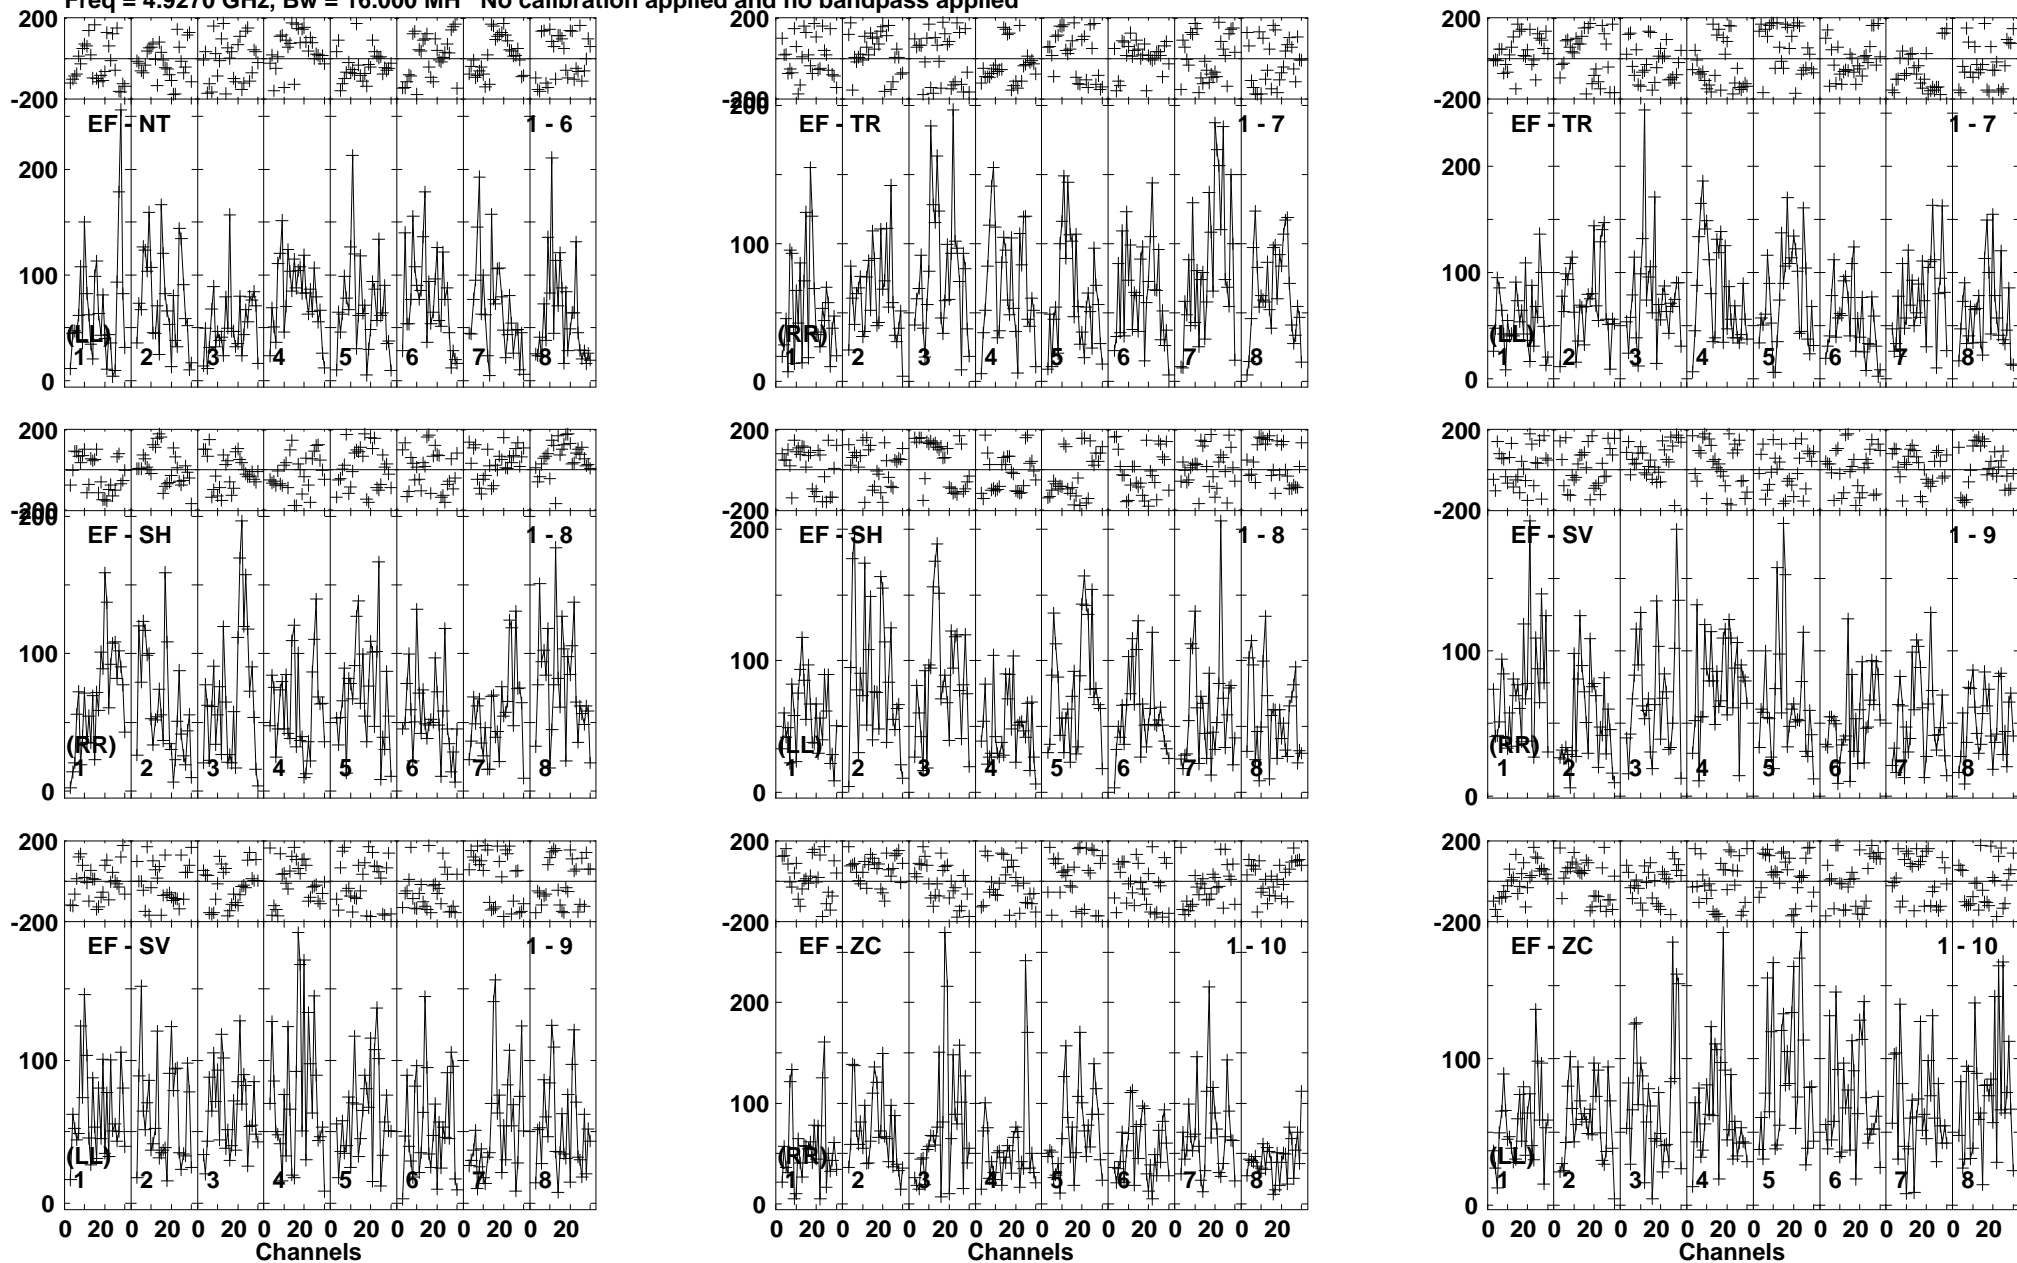 Freq = 4.9270 GHz, Bw = 16.000 MH No calibration applied and no bandpass applied
200
-200
EF - NT 1 - 6
200
100
0
(LL)
1 2 3 4 5 6 7 8
-200
200
EF - TR 1 - 7
100
0
(RR)
1 2 3 4 5 6 7 8
200
-200
EF - TR 1 - 7
200
100
0
(LL)
1 2 3 4 5 6 7 8
200
-200
200
EF - SH 1 - 8
100
0
(RR)
1 2 3 4 5 6 7 8
200
-200
EF - SH 1 - 8
200
100
0
(LL)
1 2 3 4 5 6 7 8
200
-200
EF - SV 1 - 9
100
0
(RR)
1 2 3 4 5 6 7 8
200
-200
EF - SV 1 - 9
100
0
(LL)
1 2 3 4 5 6 7 8
0 20 0 20 0 20 0 20 0 20 0 20 0 20 0 20
Channels
200
-200
EF - ZC 1 - 10
200
100
0
(RR)
1 2 3 4 5 6 7 8
0 20 0 20 0 20 0 20 0 20 0 20 0 20 0 20
Channels
200
-200
EF - ZC 1 - 10
100
0
(LL)
1 2 3 4 5 6 7 8
0 20 0 20 0 20 0 20 0 20 0 20 0 20 0 20
Channels